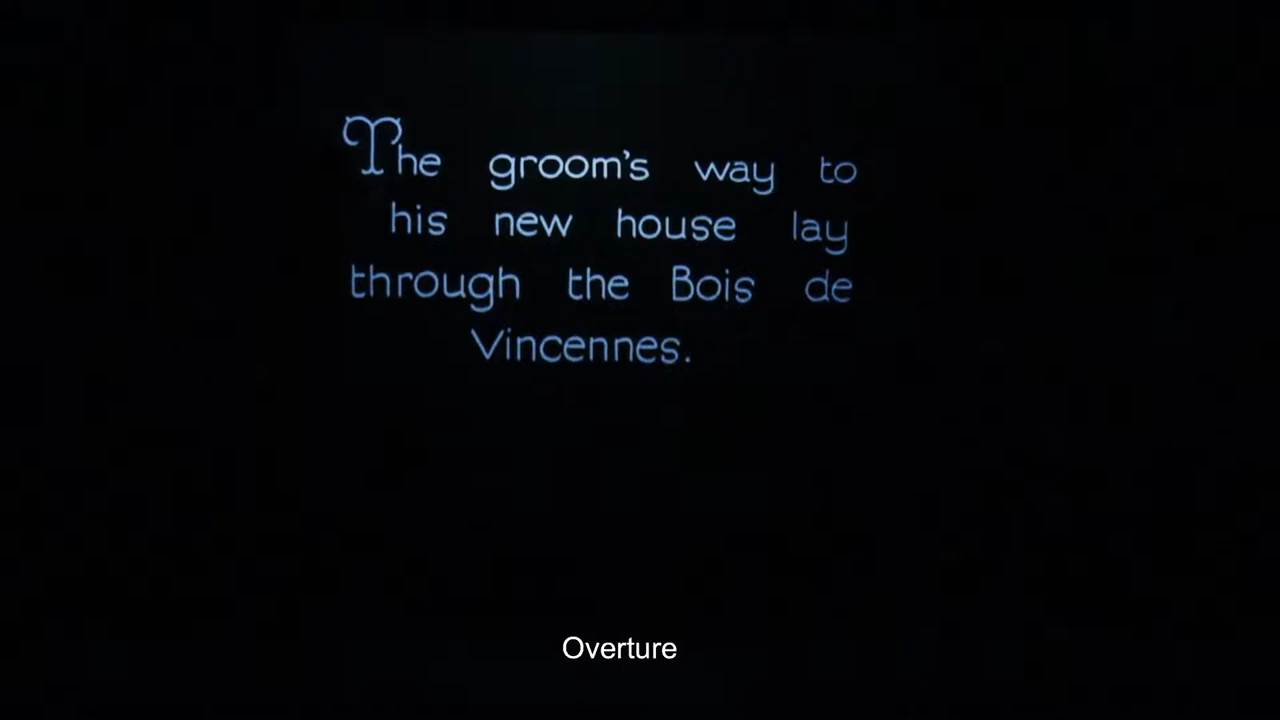 The groom's way to
his new house lay
through the Bois de
Vincennes.
Overture